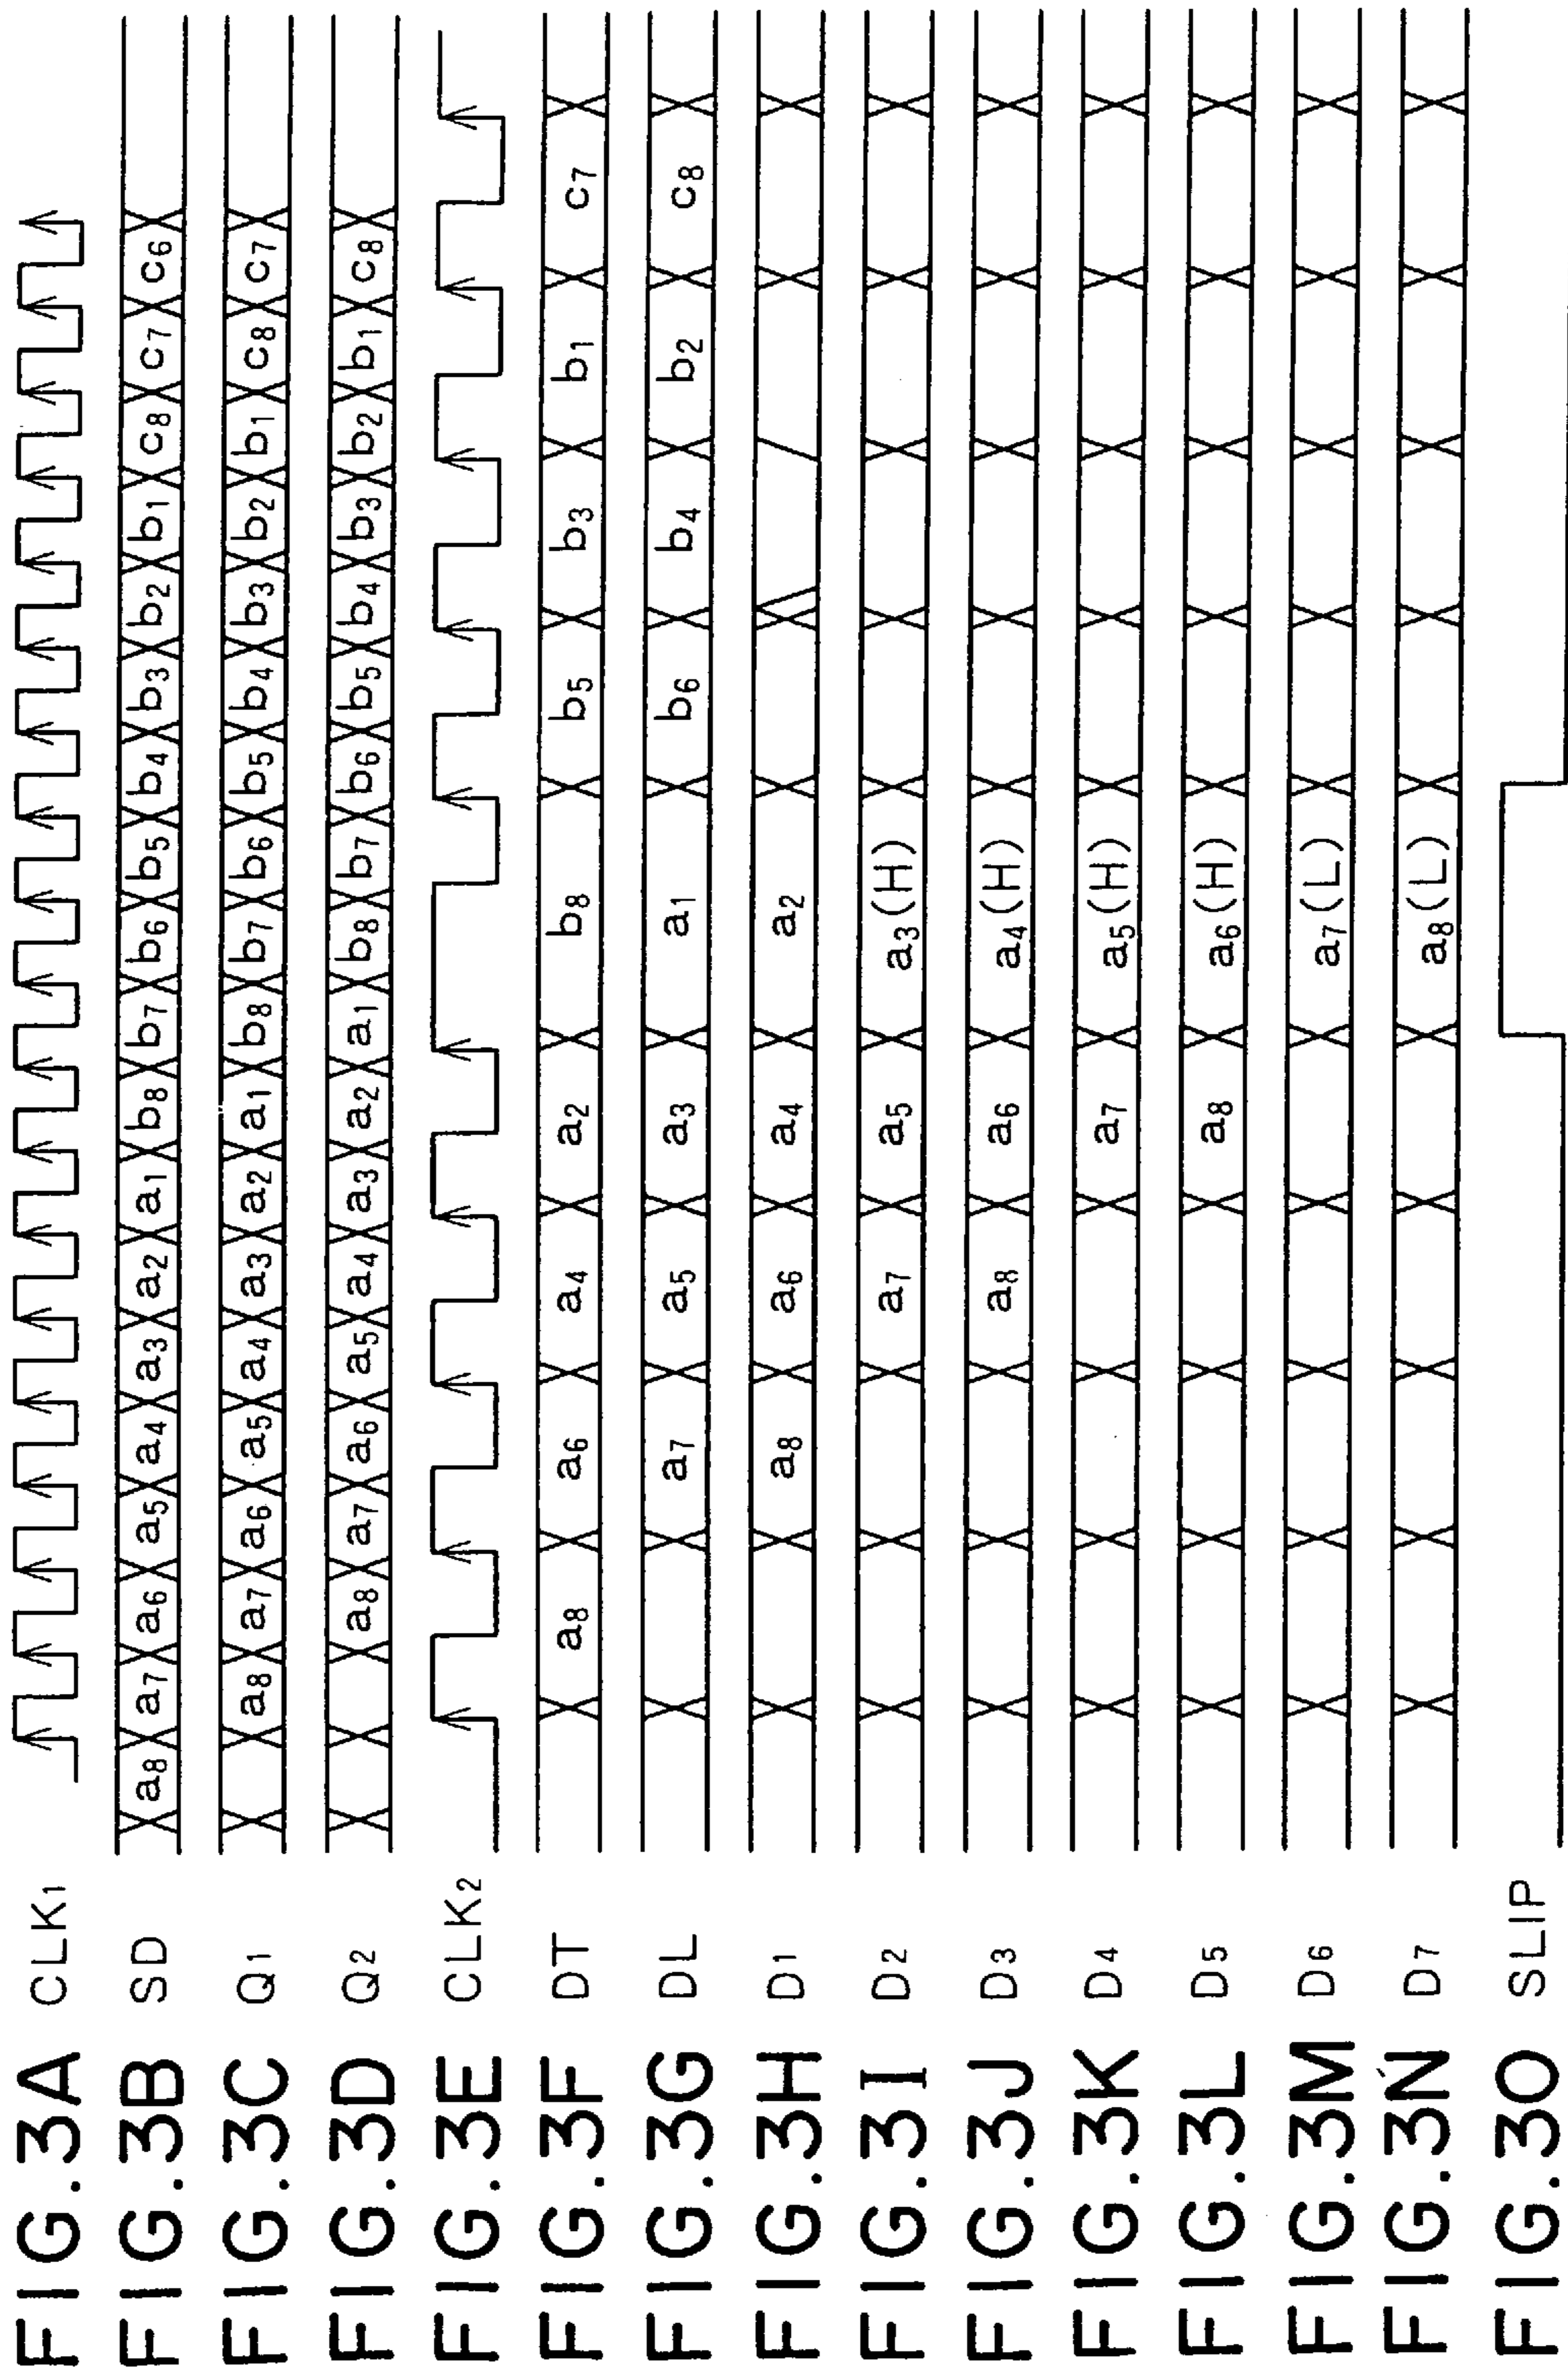 FIG.3A CLK1
FIG.3B SD a8 a7 a6 a5 a4 a3 a2 a1 b8 b7 b6 b5 b4 b3 b2 b1 c8 c7 c6
FIG.3C Q1 a8 a7 a6 a5 a4 a3 a2 a1 b8 b7 b6 b5 b4 b3 b2 b1 c8 c7
FIG.3D Q2 a8 a7 a6 a5 a4 a3 a2 a1 b8 b7 b6 b5 b4 b3 b2 b1 c8
FIG.3E CLK2
FIG.3F DT a8 a6 a4 a2 b8 b5 b3 b1 c7
FIG.3G DL a7 a5 a3 a1 b6 b4 b2 c8
FIG.3H D1 a8 a6 a4 a2
FIG.3I D2 a7 a5 a3(H)
FIG.3J D3 a8 a6 a4(H)
FIG.3K D4 a7 a5(H)
FIG.3L D5 a8 a6(H)
FIG.3M D6 a7(L)
FIG.3N D7 a8(L)
FIG.3O SLIP